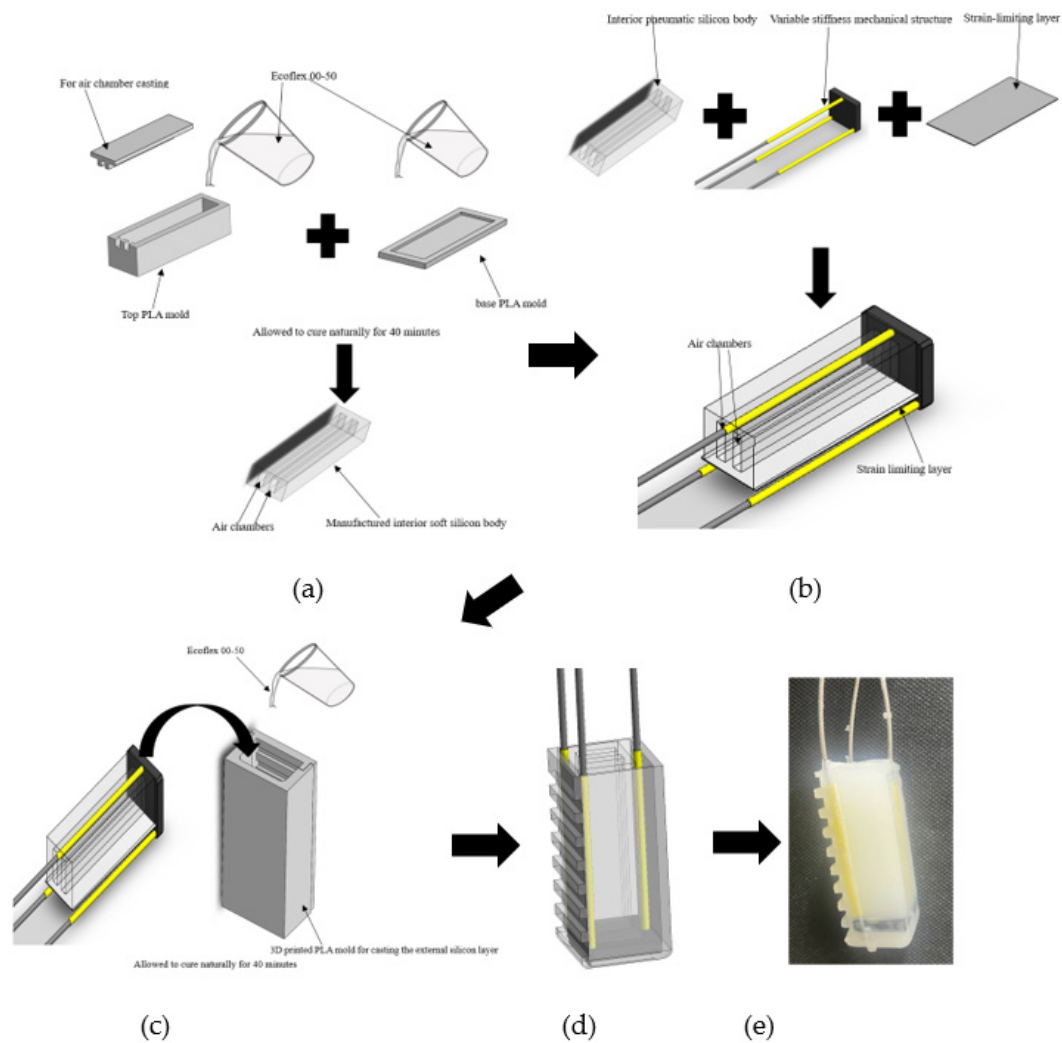 For air chamber casting
Ecoflex 00-50
Top PLA mold
base PLA mold
Allowed to cure naturally for 40 minutes
Air chambers
Manufactured interior soft silicon body
(a)
Interior pneumatic silicon body
Variable stiffness mechanical structure
Strain-limiting layer
Air chambers
Strain limiting layer
(b)
Ecoflex 00-50
3D printed PLA mold for casting the external silicon layer
Allowed to cure naturally for 40 minutes
(c)
(d)
(e)